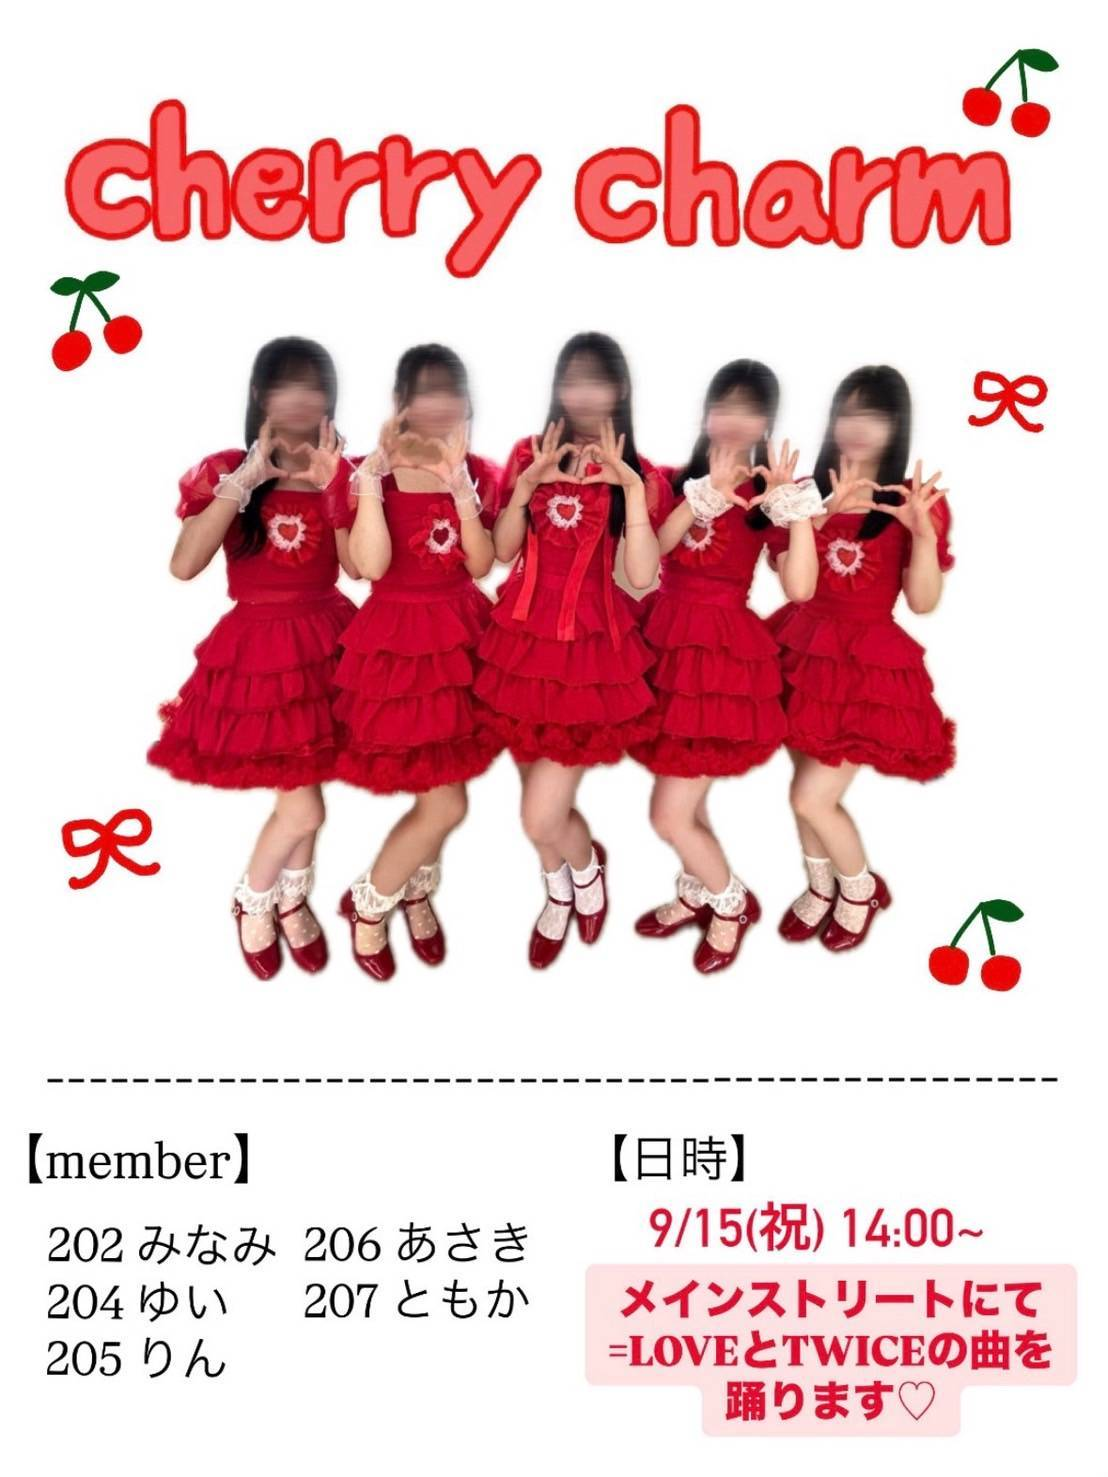 cherry charm
【member】
202 みなみ 206 あさき
204 ゆい 207 ともか
205 りん
【日時】
9/15(祝) 14:00~
メインストリートにて
=LOVEとTWICEの曲を
踊ります♡